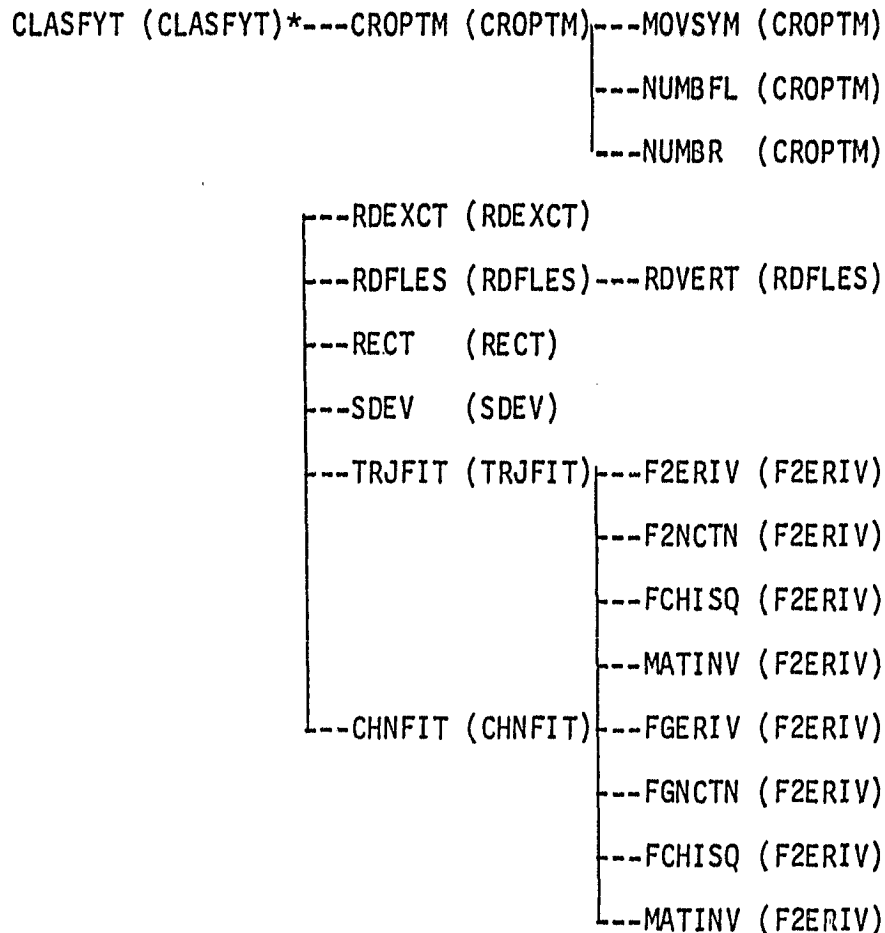 CLASFYT (CLASFYT)*---CROPTM (CROPTM)---MOVSYM (CROPTM)
---NUMBFL (CROPTM)
---NUMBR (CROPTM)
---RDEXCT (RDEXCT)
---RDFLES (RDFLES)---RDVERT (RDFLES)
---RECT (RECT)
---SDEV (SDEV)
---TRJFIT (TRJFIT)---F2ERIV (F2ERIV)
---F2NCTN (F2ERIV)
---FCHISQ (F2ERIV)
---MATINV (F2ERIV)
---CHNFIT (CHNFIT)---FGERIV (F2ERIV)
---FGNCTN (F2ERIV)
---FCHISQ (F2ERIV)
---MATINV (F2ERIV)